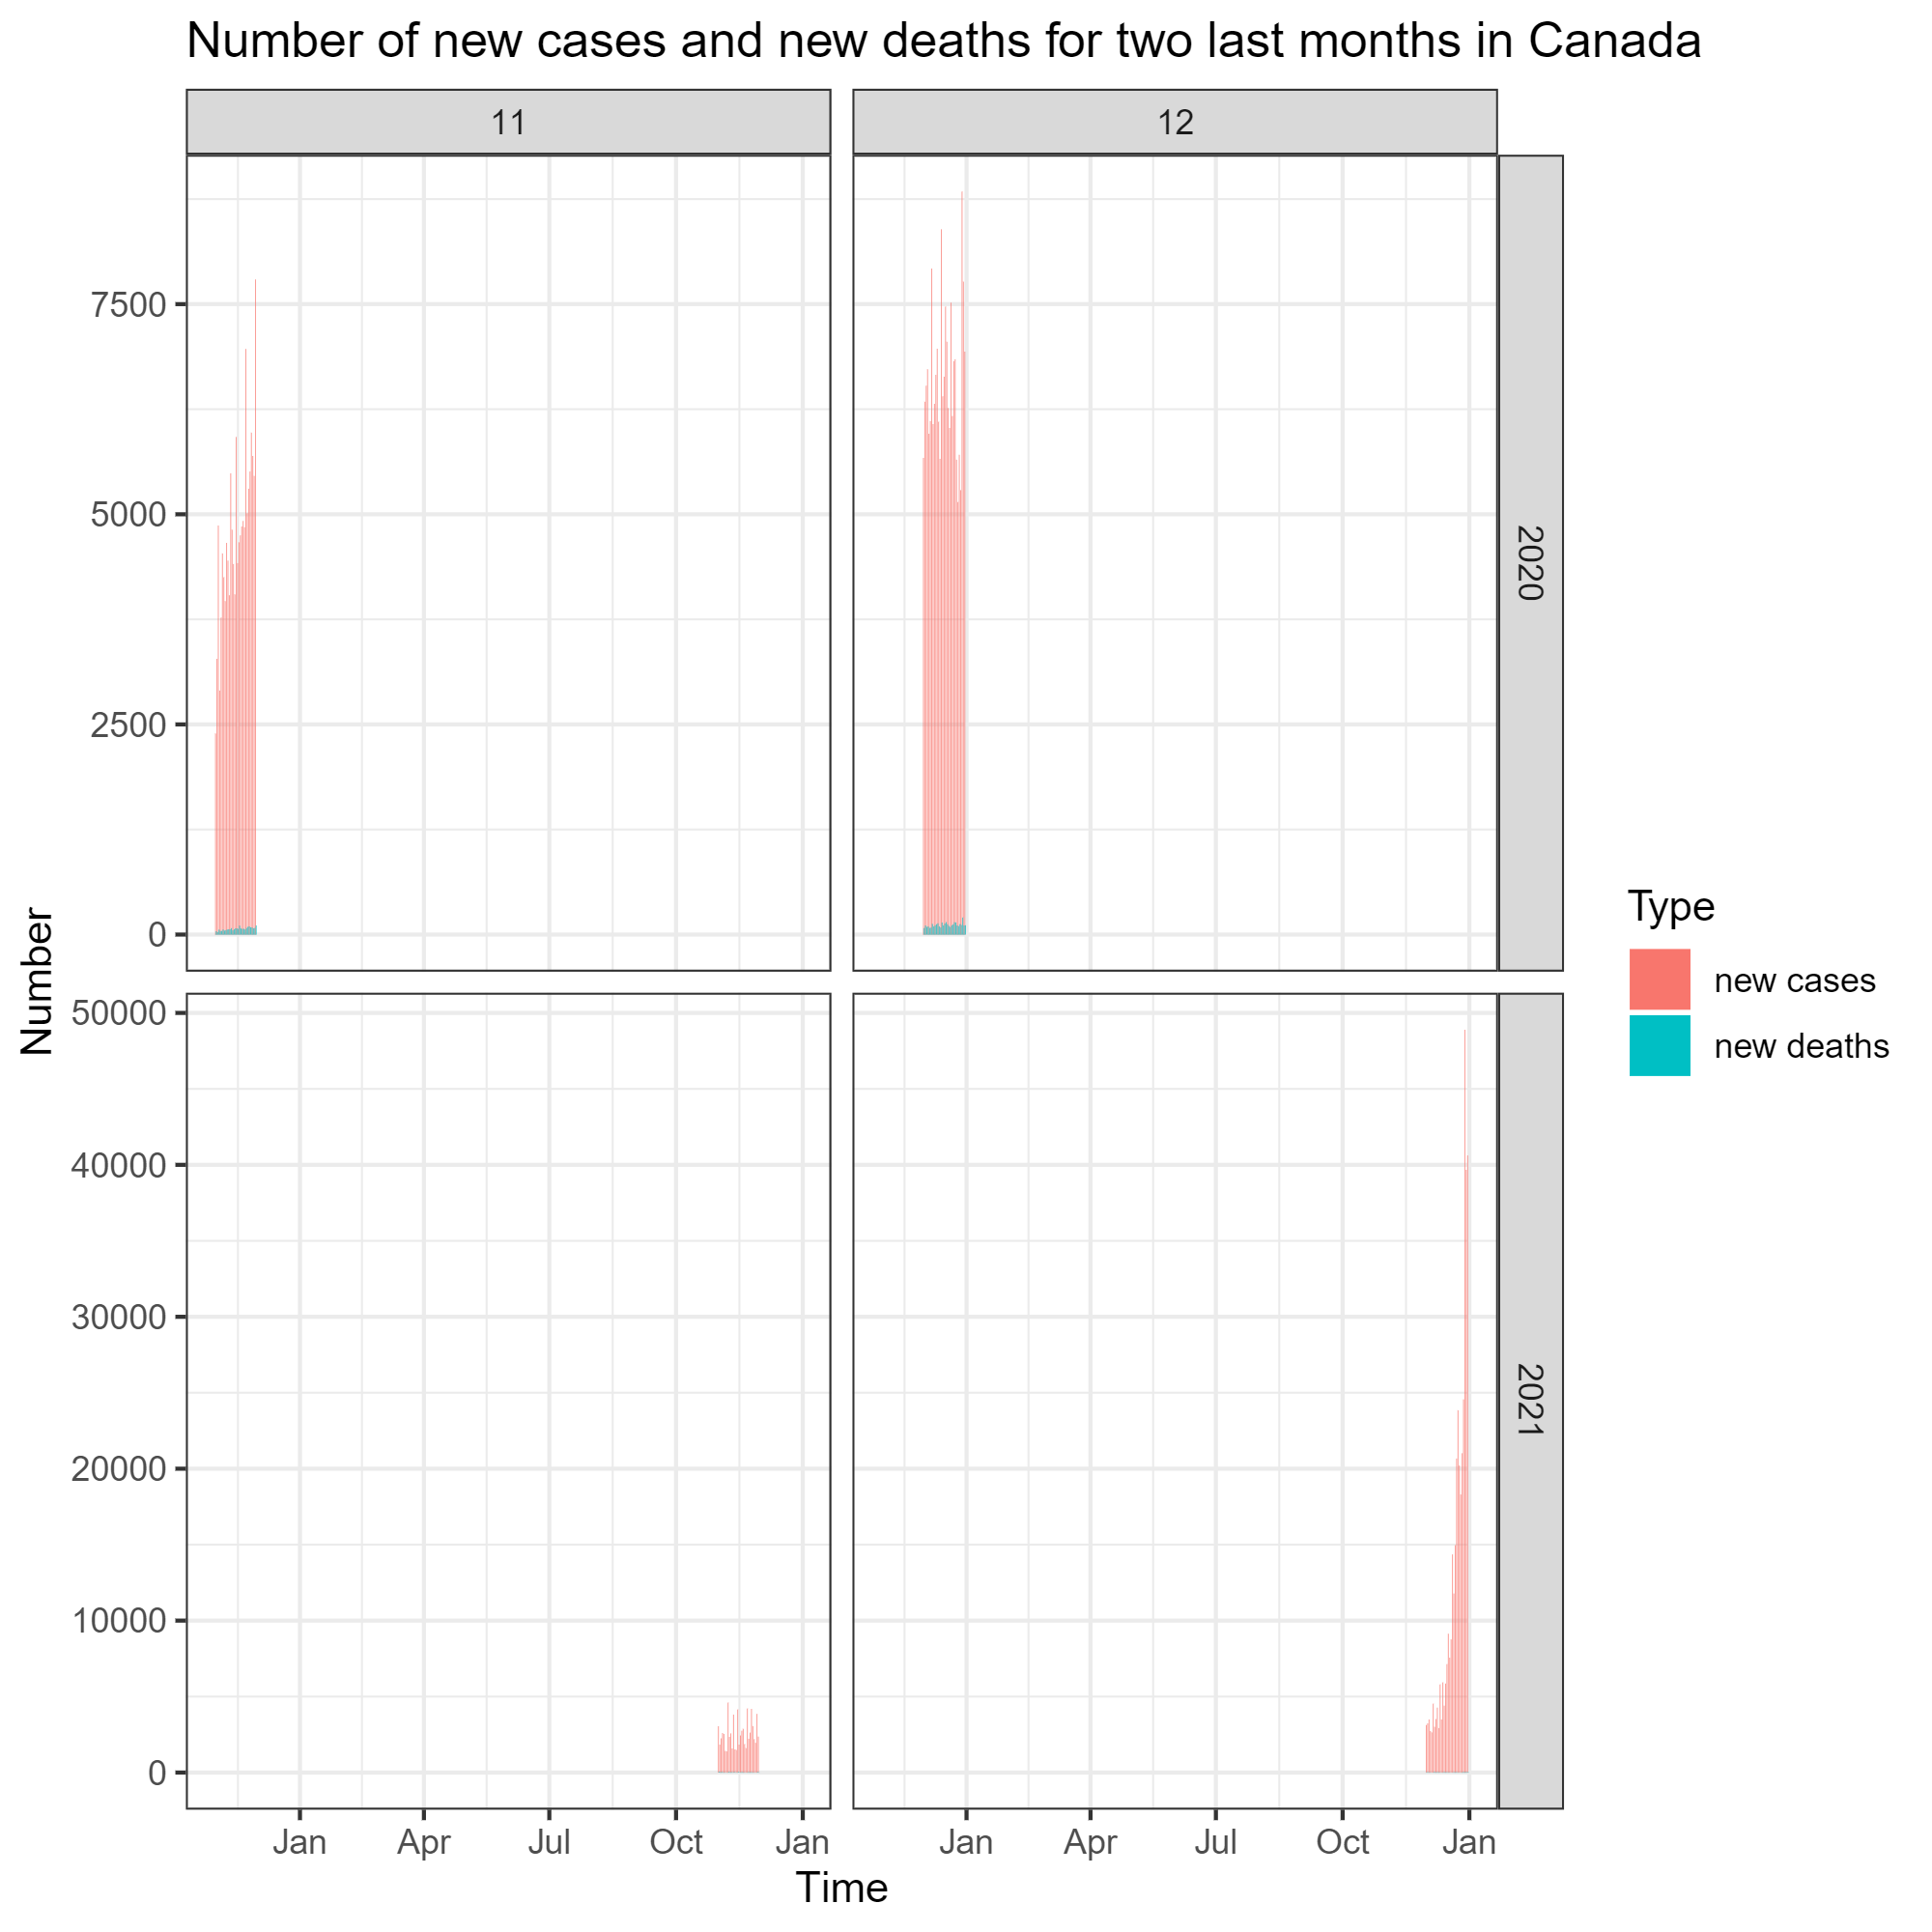 Number of new cases and new deaths for two last months in Canada
11
12
7500
5000
2500
0
2020
Number
50000
40000
30000
20000
10000
0
2021
Jan Apr Jul Oct Jan
Jan Apr Jul Oct Jan
Time
Type
new cases
new deaths